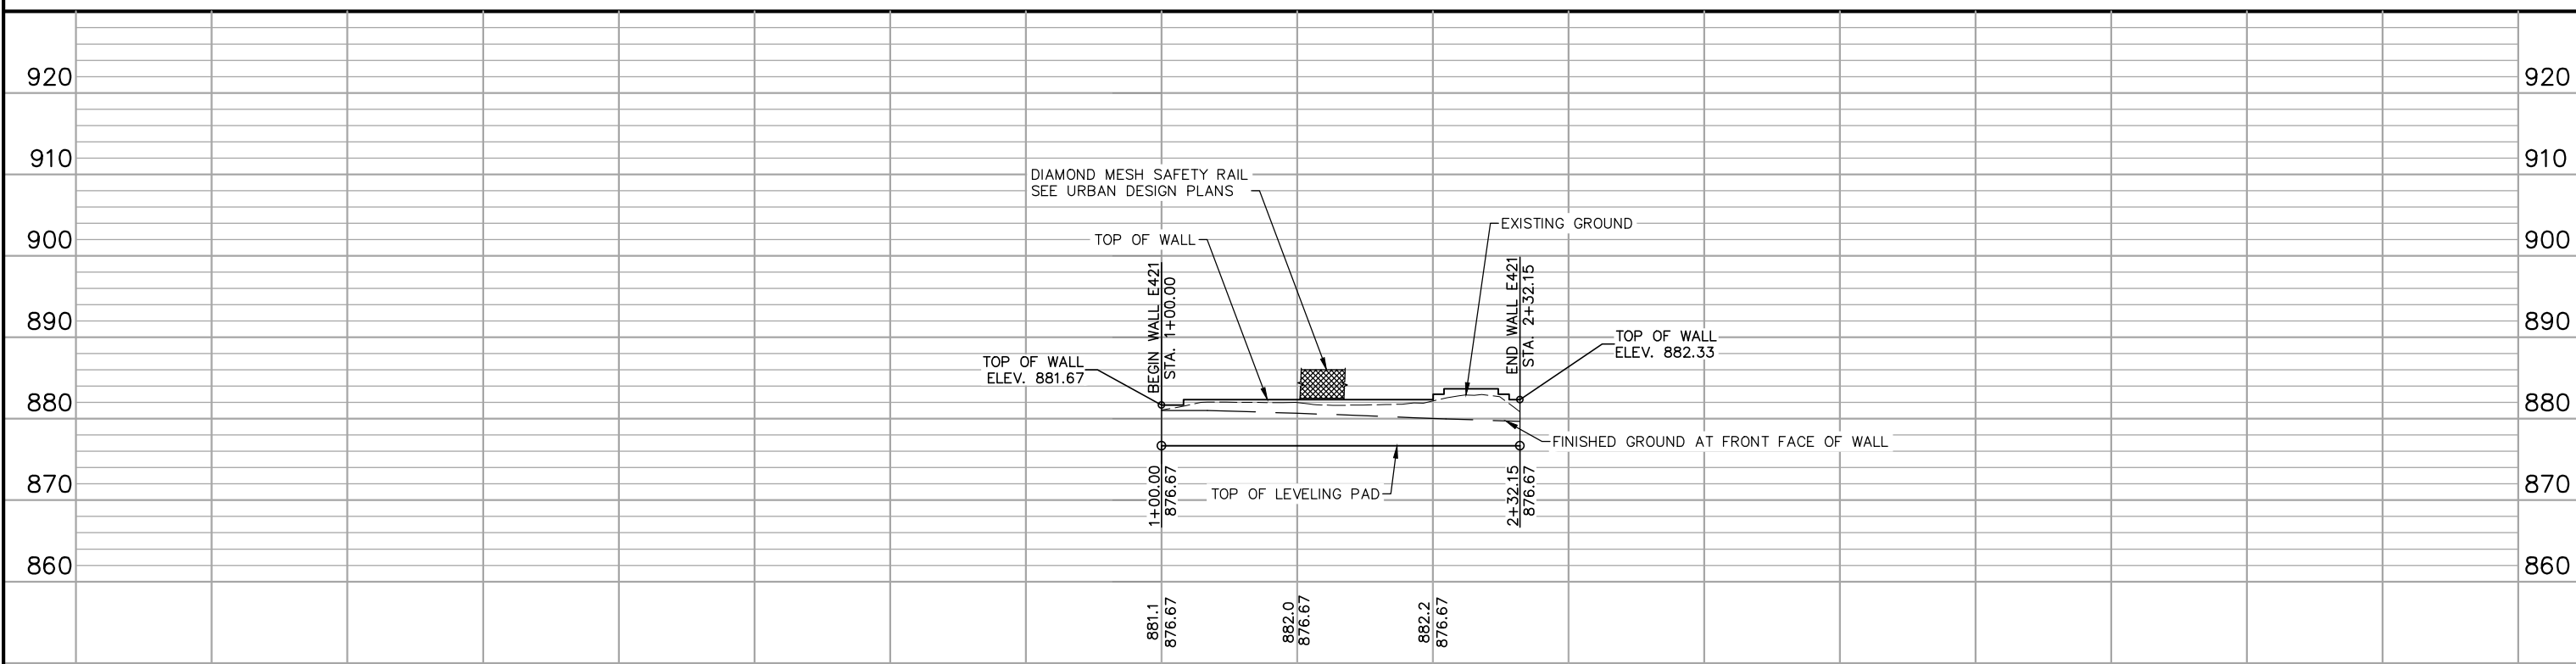 920
920
910
910
DIAMOND MESH SAFETY RAIL
SEE URBAN DESIGN PLANS
EXISTING GROUND
900
TOP OF WALL
900
BEGIN WALL E421
STA. 1+00.00
END WALL E421
STA. 2+32.15
890
890
TOP OF WALL
ELEV. 882.33
TOP OF WALL
ELEV. 881.67
880
880
FINISHED GROUND AT FRONT FACE OF WALL
870
1+00.00
876.67
TOP OF LEVELING PAD
2+32.15
876.67
870
860
860
881.1
876.67
882.0
876.67
882.2
876.67